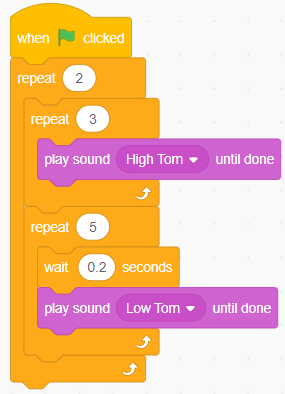 when clicked
repeat 2
repeat 3
play sound High Tom until done
repeat 5
wait 0.2 seconds
play sound Low Tom until done